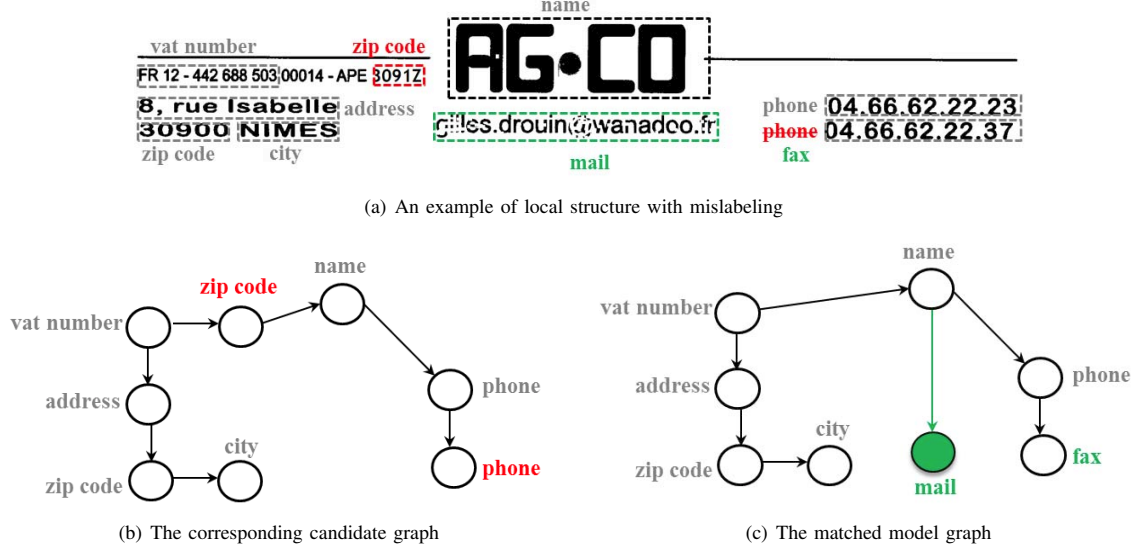 name
vat number
zip code
AG•CO
FR 12 - 442 688 503 00014 - APE 3091Z
8, rue Isabelle address
phone 04.66.62.22.23
30900 NIMES
gilles.drouin@wanadoo.fr
phone 04.66.62.22.37
zip code city
mail
fax
(a) An example of local structure with mislabeling
name
zip code
vat number
address
phone
city
zip code
phone
(b) The corresponding candidate graph
name
vat number
address
phone
city
zip code
fax
mail
(c) The matched model graph